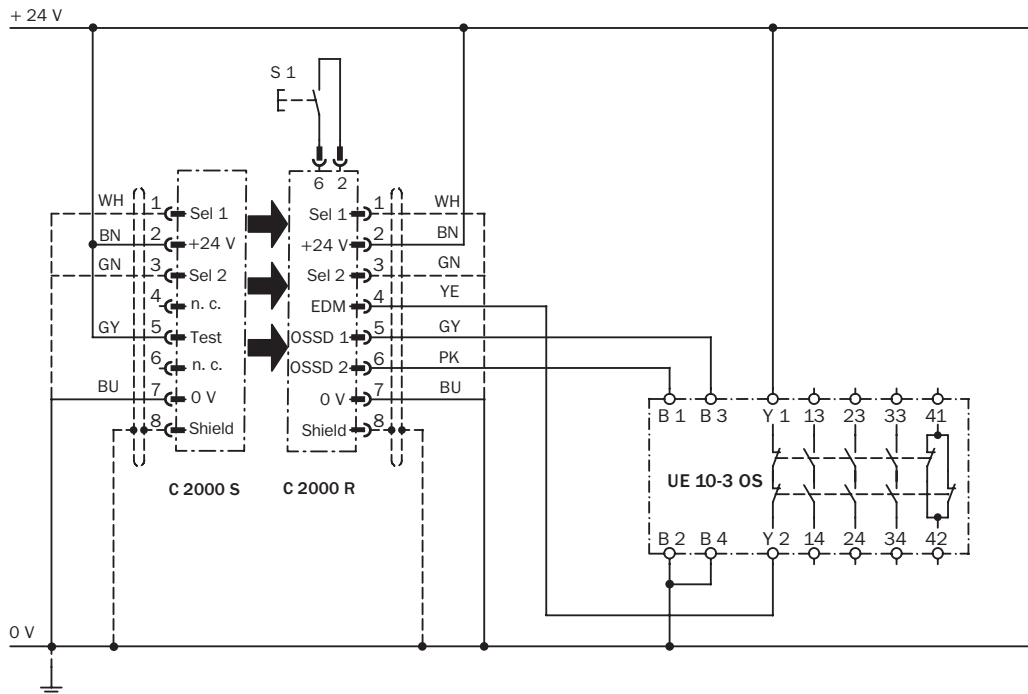 + 24 V
S 1
6 2
WH 1 Sel 1
BN 2 +24 V
GN 3 Sel 2
4 n. c.
GY 5 Test
6 n. c.
BU 7 0 V
8 Shield
Sel 1 1 WH
+24 V 2 BN
Sel 2 3 GN
EDM 4 YE
OSSD 1 5 GY
OSSD 2 6 PK
0 V 7 BU
Shield 8
C 2000 S
C 2000 R
B 1 B 3 Y 1 13 23 33 41
UE 10-3 OS
B 2 B 4 Y 2 14 24 34 42
0 V